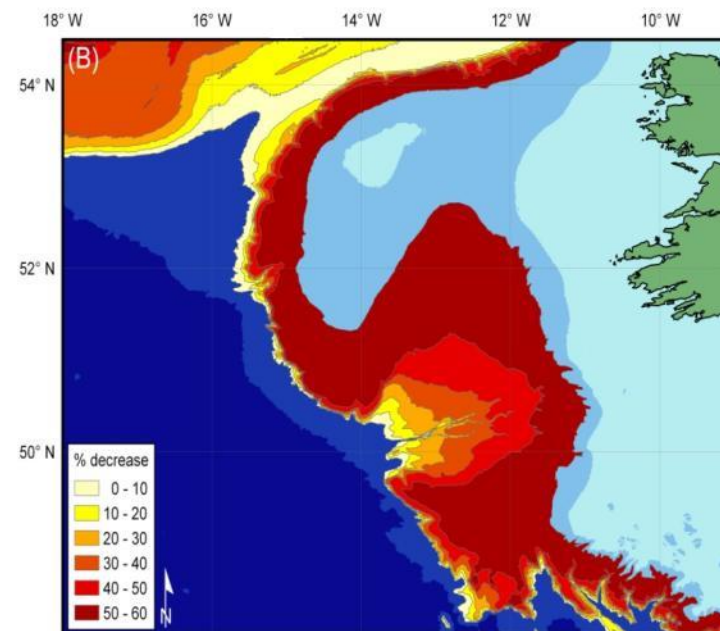 18° W 16° W 14° W 12° W 10° W
(B)
54° N
52° N
50° N
% decrease
0 - 10
10 - 20
20 - 30
30 - 40
40 - 50
50 - 60
N